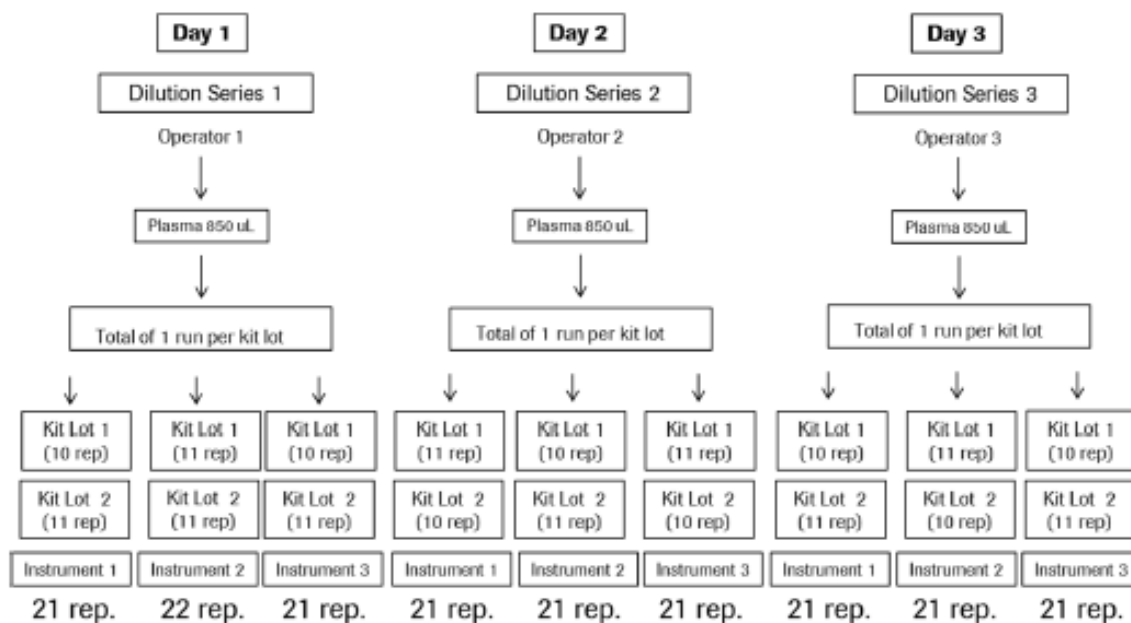 Day 1
Day 2
Day 3
Dilution Series 1
Dilution Series 2
Dilution Series 3
Operator 1
Operator 2
Operator 3
Plasma 850 uL
Plasma 850 uL
Plasma 850 uL
Total of 1 run per kit lot
Total of 1 run per kit lot
Total of 1 run per kit lot
Kit Lot 1
(10 rep)
Kit Lot 1
(11 rep)
Kit Lot 1
(10 rep)
Kit Lot 1
(11 rep)
Kit Lot 1
(10 rep)
Kit Lot 1
(11 rep)
Kit Lot 1
(10 rep)
Kit Lot 1
(11 rep)
Kit Lot 1
(10 rep)
Kit Lot 2
(11 rep)
Kit Lot 2
(11 rep)
Kit Lot 2
(11 rep)
Kit Lot 2
(10 rep)
Kit Lot 2
(11 rep)
Kit Lot 2
(10 rep)
Kit Lot 2
(11 rep)
Kit Lot 2
(10 rep)
Kit Lot 2
(11 rep)
Instrument 1
Instrument 2
Instrument 3
Instrument 1
Instrument 2
Instrument 3
Instrument 1
Instrument 2
Instrument 3
21 rep.
22 rep.
21 rep.
21 rep.
21 rep.
21 rep.
21 rep.
21 rep.
21 rep.